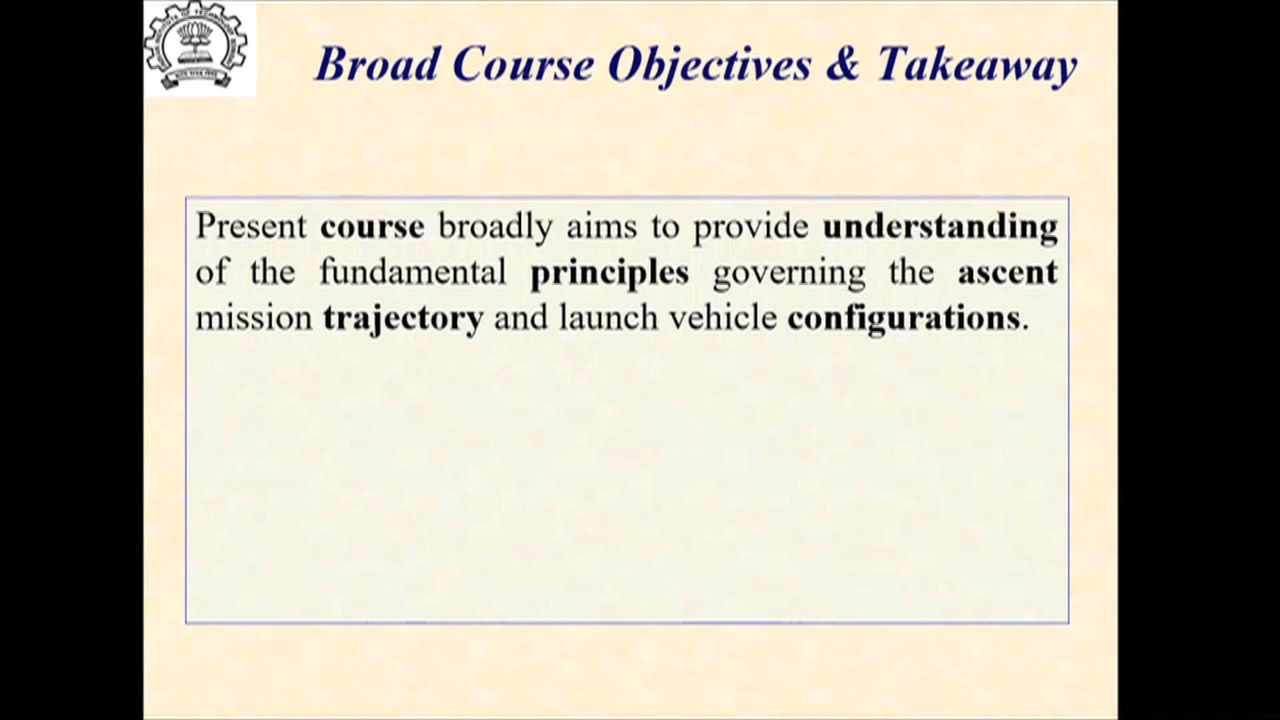 Broad Course Objectives & Takeaway
Present course broadly aims to provide understanding
of the fundamental principles governing the ascent
mission trajectory and launch vehicle configurations.